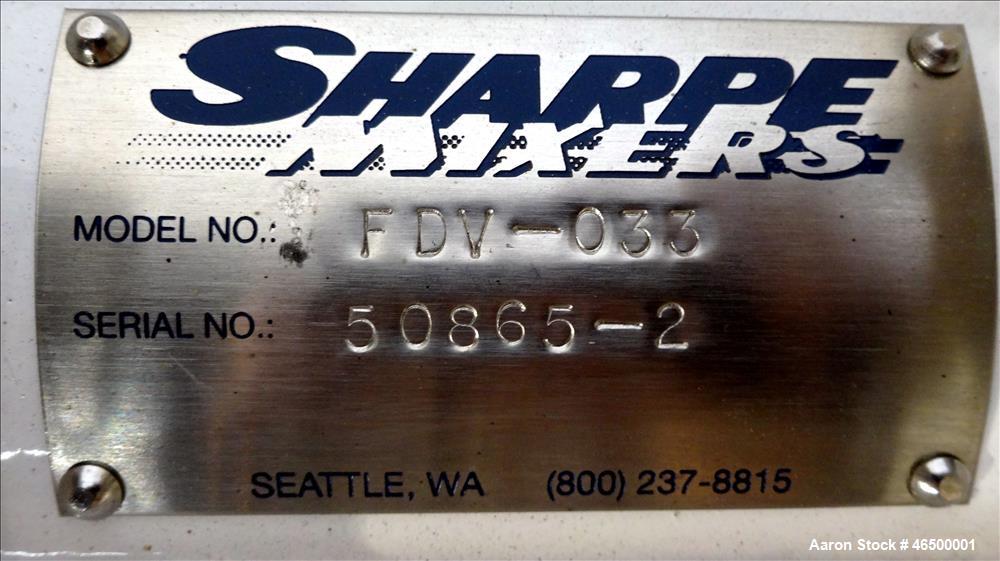 SHARPE
MIXERS
MODEL NO.: FDV-033
SERIAL NO.: 50865-2
SEATTLE, WA (800) 237-8815
Aaron Stock # 46500001